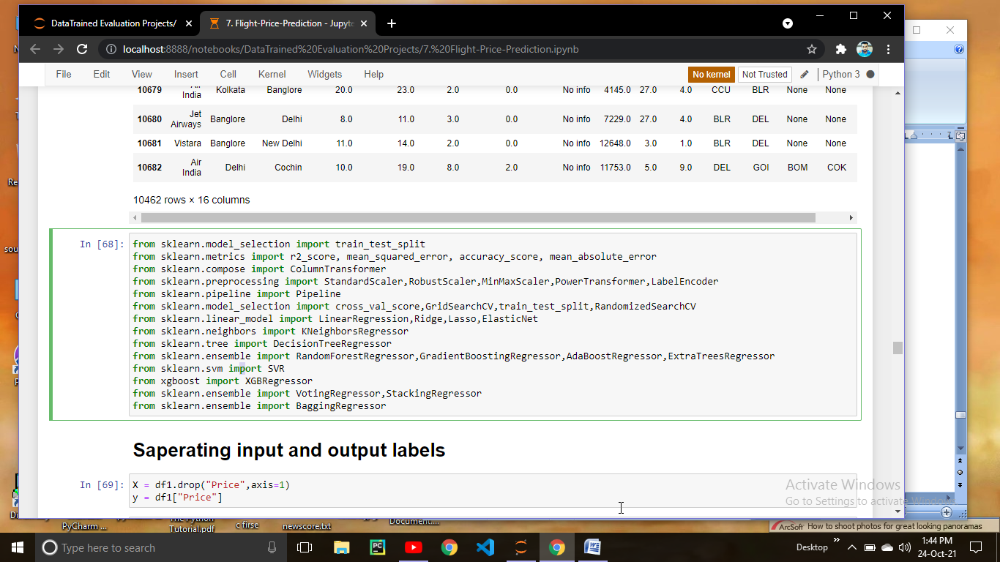 DataTrained Evaluation Projects/
7. Flight-Price-Prediction - Jupyte
localhost:8888/notebooks/DataTrained%20Evaluation%20Projects/7.%20Flight-Price-Prediction.ipynb
File Edit View Insert Cell Kernel Widgets Help
No kernel Not Trusted Python 3
10679 India Kolkata Banglore 20.0 23.0 2.0 0.0 No info 4145.0 27.0 4.0 CCU BLR None None
10680 Jet Airways Banglore Delhi 8.0 11.0 3.0 0.0 No info 7229.0 27.0 4.0 BLR DEL None None
10681 Vistara Banglore New Delhi 11.0 14.0 2.0 0.0 No info 12648.0 3.0 1.0 BLR DEL None None
10682 Air India Delhi Cochin 10.0 19.0 8.0 2.0 No info 11753.0 5.0 9.0 DEL GOI BOM COK
10462 rows × 16 columns
In [68]:
from sklearn.model_selection import train_test_split
from sklearn.metrics import r2_score, mean_squared_error, accuracy_score, mean_absolute_error
from sklearn.compose import ColumnTransformer
from sklearn.preprocessing import StandardScaler,RobustScaler,MinMaxScaler,PowerTransformer,LabelEncoder
from sklearn.pipeline import Pipeline
from sklearn.model_selection import cross_val_score,GridSearchCV,train_test_split,RandomizedSearchCV
from sklearn.linear_model import LinearRegression,Ridge,Lasso,ElasticNet
from sklearn.neighbors import KNeighborsRegressor
from sklearn.tree import DecisionTreeRegressor
from sklearn.ensemble import RandomForestRegressor,GradientBoostingRegressor,AdaBoostRegressor,ExtraTreesRegressor
from sklearn.svm import SVR
from xgboost import XGBRegressor
from sklearn.ensemble import VotingRegressor,StackingRegressor
from sklearn.ensemble import BaggingRegressor
Saperating input and output labels
In [69]:
X = df1.drop("Price",axis=1)
y = df1["Price"]
Activate Windows
Go to Settings to activate Windows.
PyCharm ...
Tutorial.pdf
c firse
newscore.txt
Document....
ArcSoft How to shoot photos for great looking panoramas
Type here to search
Desktop
1:44 PM
24-Oct-21